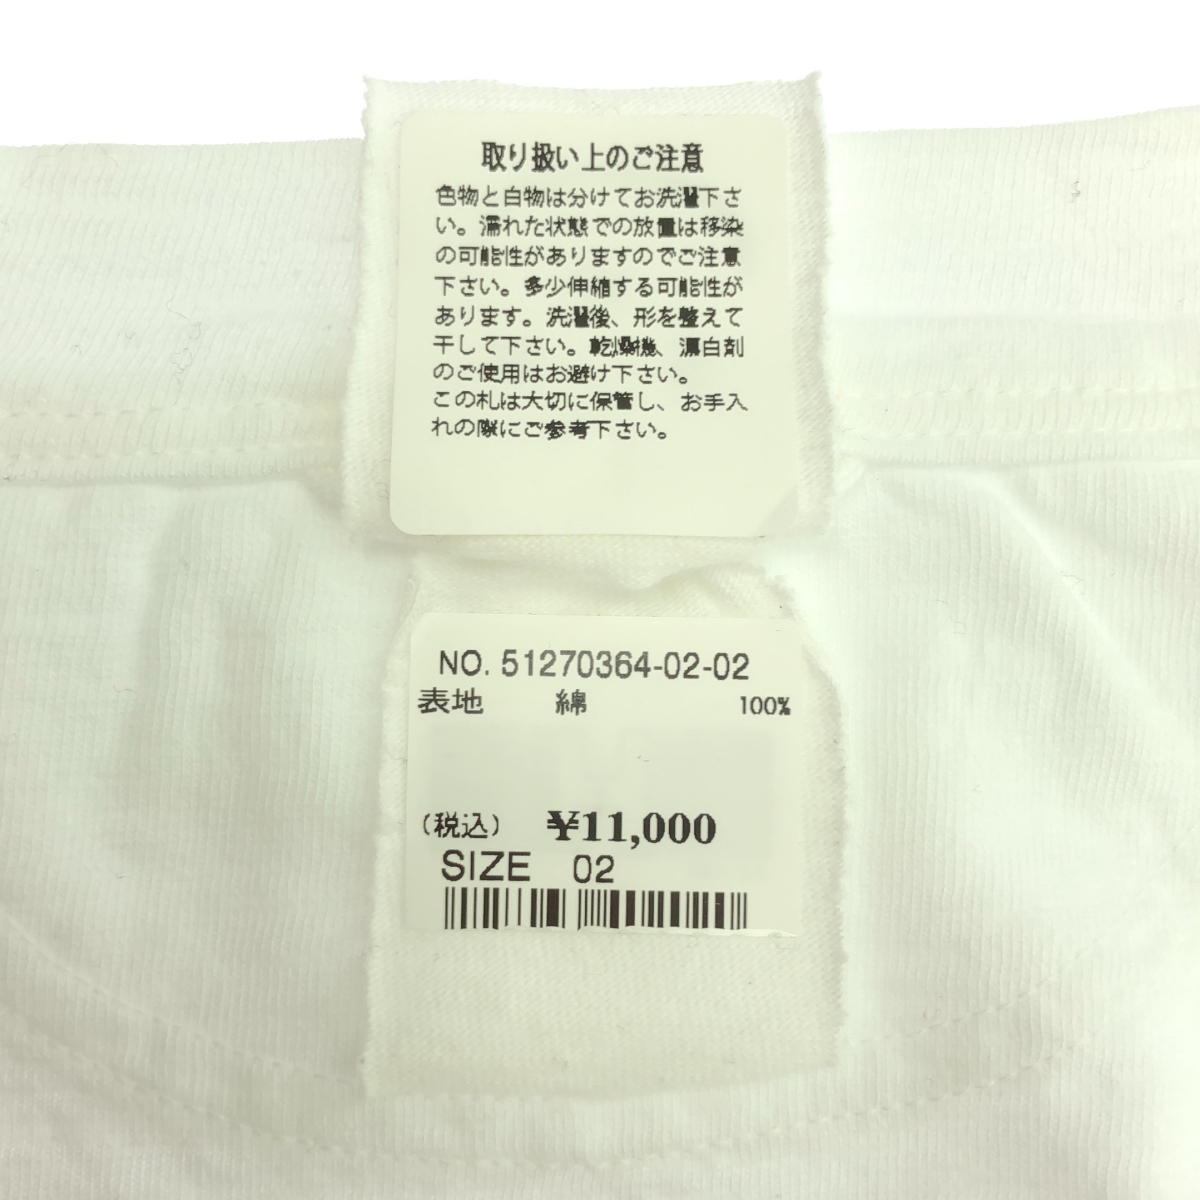 取り扱い上のご注意
色物と白物は分けてお洗濯下さ
い。濡れた状態での放置は移染
の可能性がありますのでご注意
下さい。多少伸縮する可能性が
あります。洗濯後、形を整えて
干して下さい。乾燥機、漂白剤
のご使用はお避け下さい。
この札は大切に保管し、お手入
れの際にご参考下さい。
NO. 51270364-02-02
表地 綿 100%
(税込) ¥11,000
SIZE 02